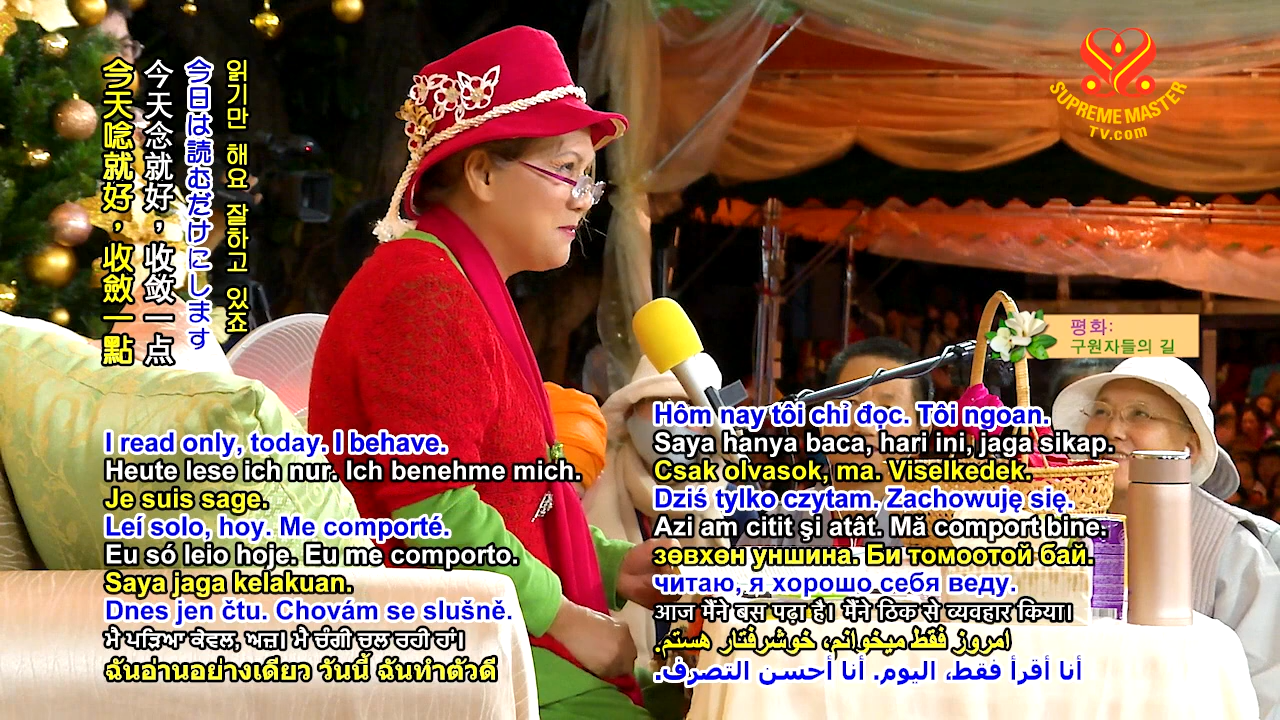 今天唸就好，收斂一點
今天念就好，收敛一点
今日は読むだけにします
읽기만 해요 잘하고 있죠
SUPREME MASTER
TV.com
평화:
구원자들의 길
I read only, today. I behave.
Heute lese ich nur. Ich benehme mich.
Je suis sage.
Leí solo, hoy. Me comporté.
Eu só leio hoje. Eu me comporto.
Saya jaga kelakuan.
Dnes jen čtu. Chovám se slušně.
ਮੈ ਪੜ੍ਹਿਆ ਕੇਵਲ, ਅਜ਼। ਮੈ ਚੰਗੀ ਚਲ ਰਹੀ ਹਾਂ।
ฉันอ่านอย่างเดียว วันนี้ ฉันทำตัวดี
Hôm nay tôi chỉ đọc. Tôi ngoan.
Saya hanya baca, hari ini, jaga sikap.
Csak olvasok, ma. Viselkedek.
Dziś tylko czytam. Zachowuję się.
Azi am citit şi atât. Mă comport bine.
зөвхөн уншина. Би томоотой бай.
читаю, я хорошо себя веду.
आज मैंने बस पढ़ा है। मैंने ठिक से व्यवहार किया।
امروز فقط میخوانم، خوشرفتار هستم.
أنا أقرأ فقط، اليوم. أنا أحسن التصرف.